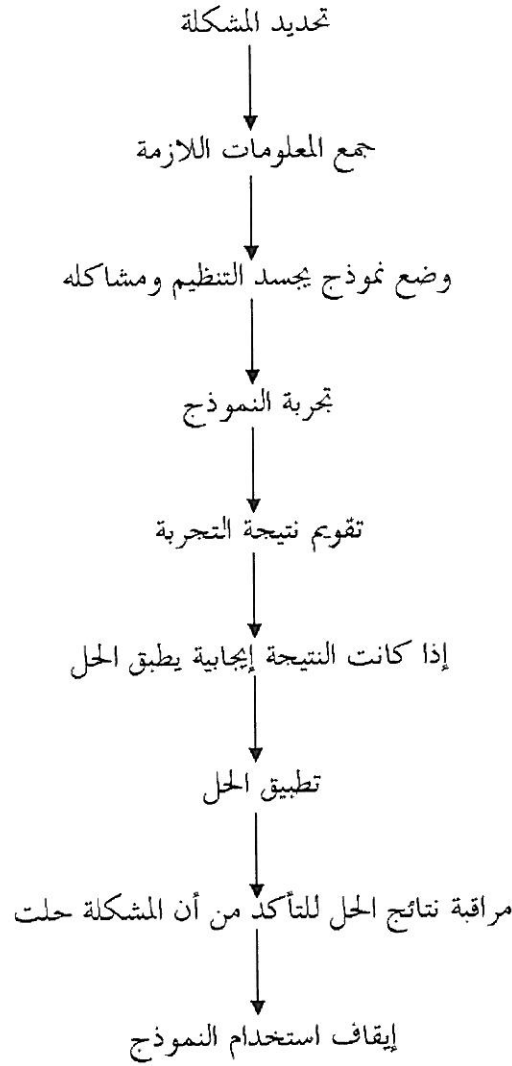 تحديد المشكلة
جمع المعلومات اللازمة
وضع نموذج يجسد التنظيم ومشاكله
تجربة النموذج
تقويم نتيجة التجربة
إذا كانت النتيجة إيجابية يطبق الحل
تطبيق الحل
مراقبة نتائج الحل للتأكد من أن المشكلة حلت
إيقاف استخدام النموذج